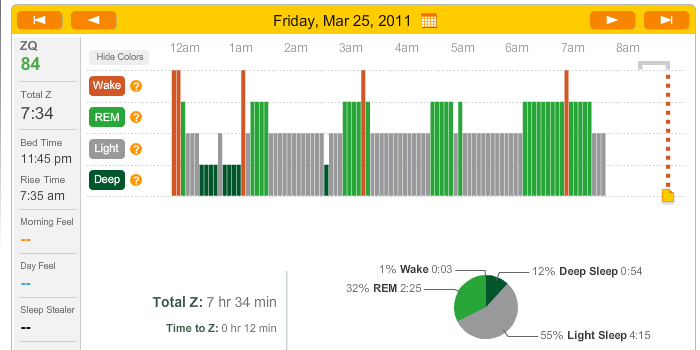 Friday, Mar 25, 2011
ZQ
84
Total Z
7:34
Bed Time
11:45 pm
Rise Time
7:35 am
Morning Feel
--
Day Feel
--
Sleep Stealer
--
12am 1am 2am 3am 4am 5am 6am 7am 8am
Hide Colors
Wake ?
REM ?
Light ?
Deep ?
Total Z: 7 hr 34 min
Time to Z: 0 hr 12 min
1% Wake 0:03
12% Deep Sleep 0:54
32% REM 2:25
55% Light Sleep 4:15